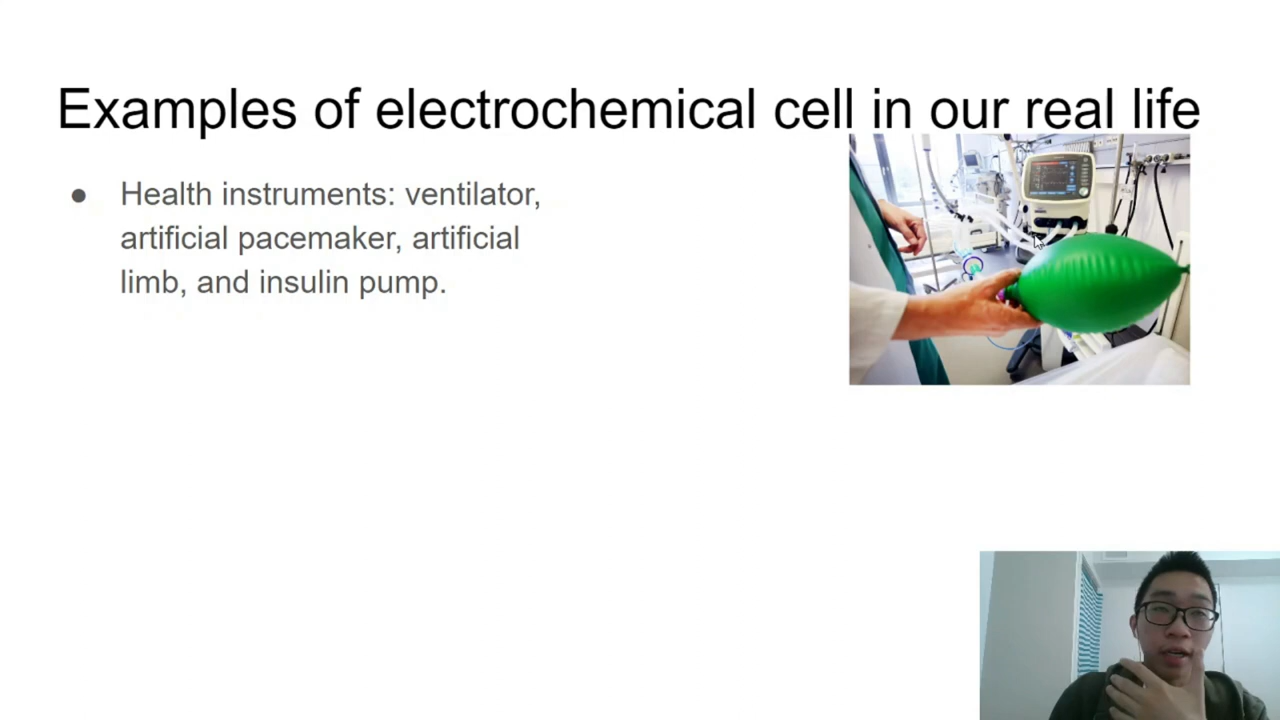 Examples of electrochemical cell in our real life
● Health instruments: ventilator,
artificial pacemaker, artificial
limb, and insulin pump.